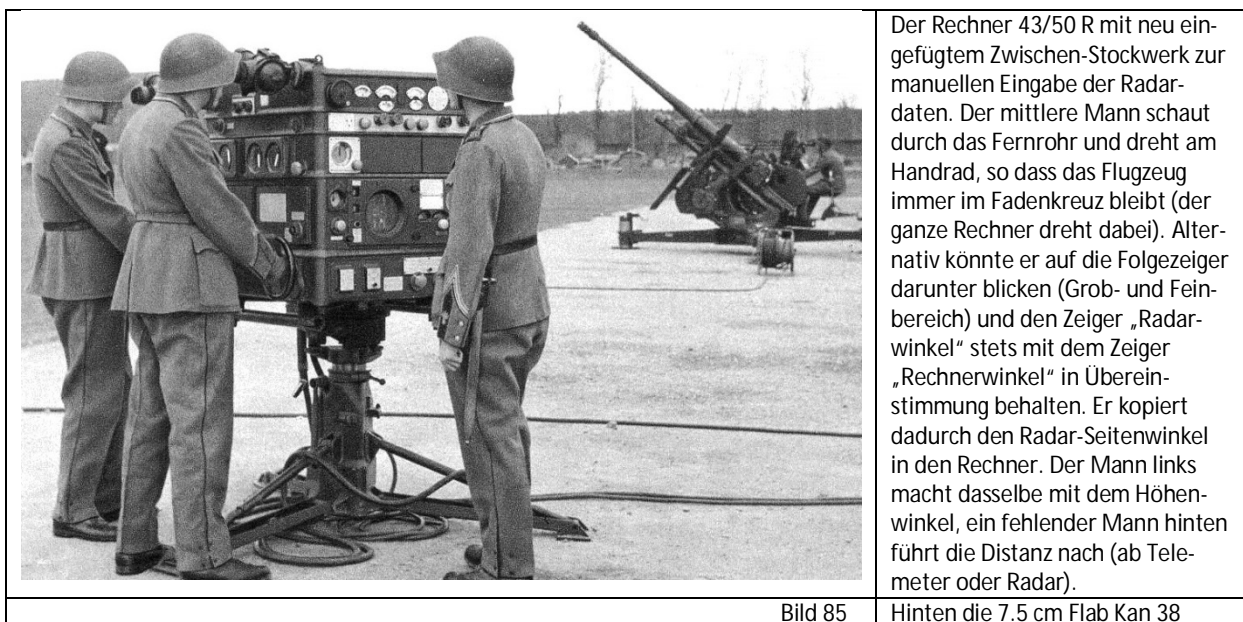 Der Rechner 43/50 R mit neu ein-
gefügtem Zwischen-Stockwerk zur
manuellen Eingabe der Radar-
daten. Der mittlere Mann schaut
durch das Fernrohr und dreht am
Handrad, so dass das Flugzeug
immer im Fadenkreuz bleibt (der
ganze Rechner dreht dabei). Alter-
nativ könnte er auf die Folgezeiger
darunter blicken (Grob- und Fein-
bereich) und den Zeiger „Radar-
winkel“ stets mit dem Zeiger
„Rechnerwinkel“ in Überein-
stimmung behalten. Er kopiert
dadurch den Radar-Seitenwinkel
in den Rechner. Der Mann links
macht dasselbe mit dem Höhen-
winkel, ein fehlender Mann hinten
führt die Distanz nach (ab Tele-
meter oder Radar).
Bild 85
Hinten die 7.5 cm Flab Kan 38